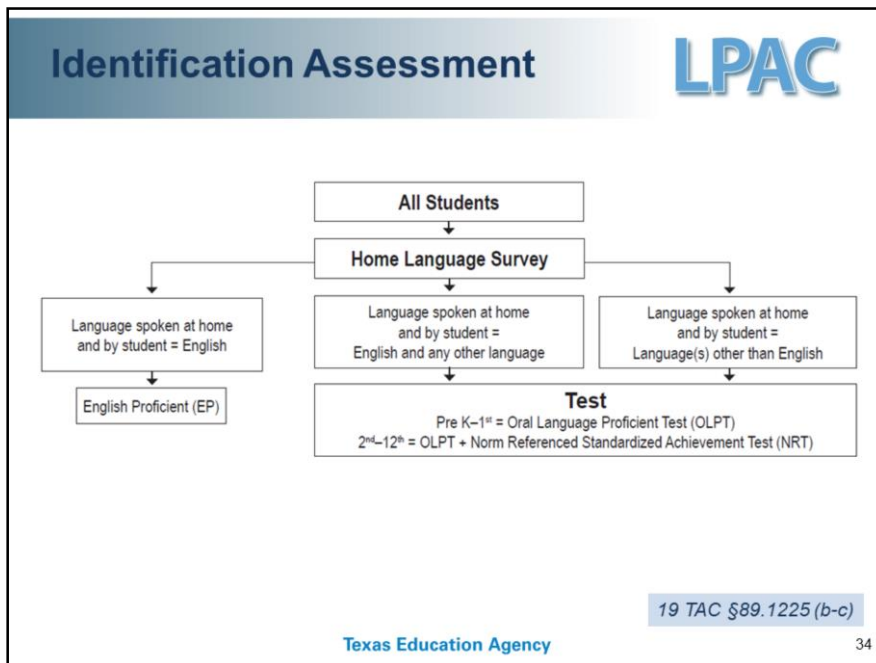 Identification Assessment
LPAC
All Students
Home Language Survey
Language spoken at home
and by student = English
Language spoken at home
and by student =
English and any other language
Language spoken at home
and by student =
Language(s) other than English
English Proficient (EP)
Test
Pre K–1st = Oral Language Proficient Test (OLPT)
2nd–12th = OLPT + Norm Referenced Standardized Achievement Test (NRT)
19 TAC §89.1225 (b-c)
Texas Education Agency
34